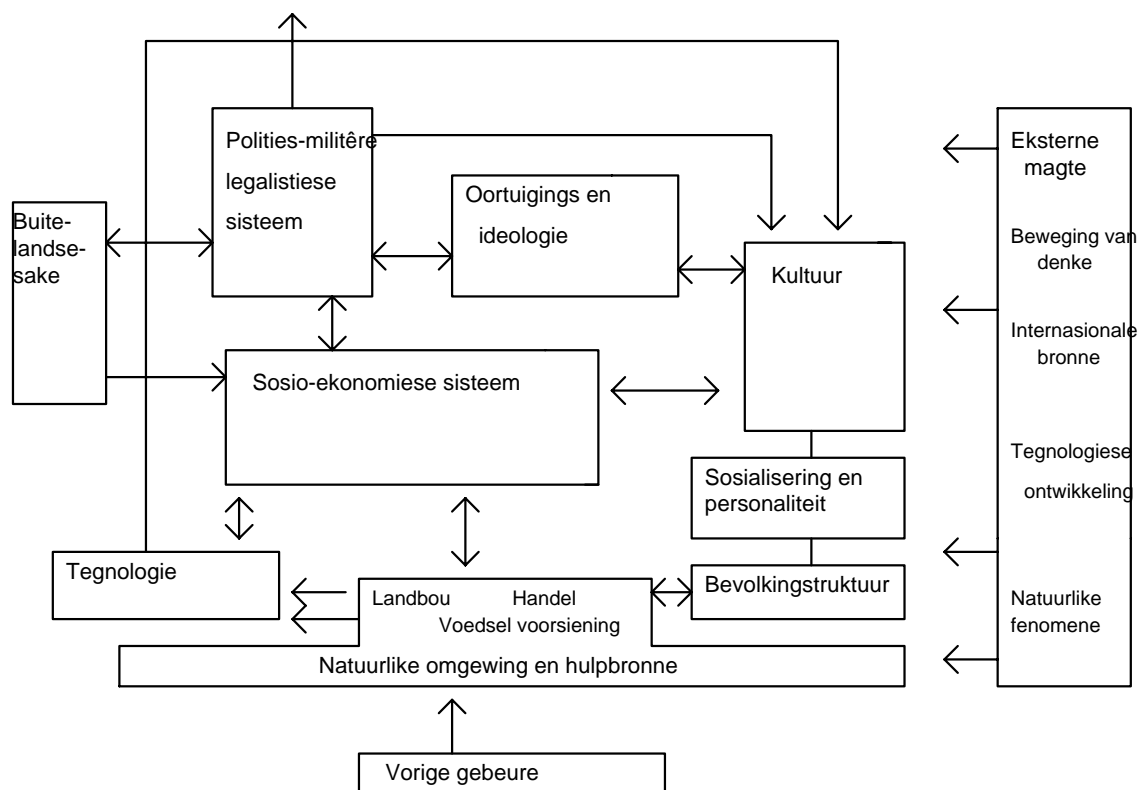 Polities-militêre
legalistiese
sisteem
Oortuigings en
ideologie
Buite-
landse-
sake
Kultuur
Sosio-ekonomiese sisteem
Sosialisering en
personaliteit
Tegnologie
Bevolkingstruktuur
Landbou Handel
Voedsel voorsiening
Natuurlike omgewing en hulpbronne
Vorige gebeure
Eksterne
magte
Beweging van
denke
Internasionale
bronne
Tegnologiese
ontwikkeling
Natuurlike
fenomene